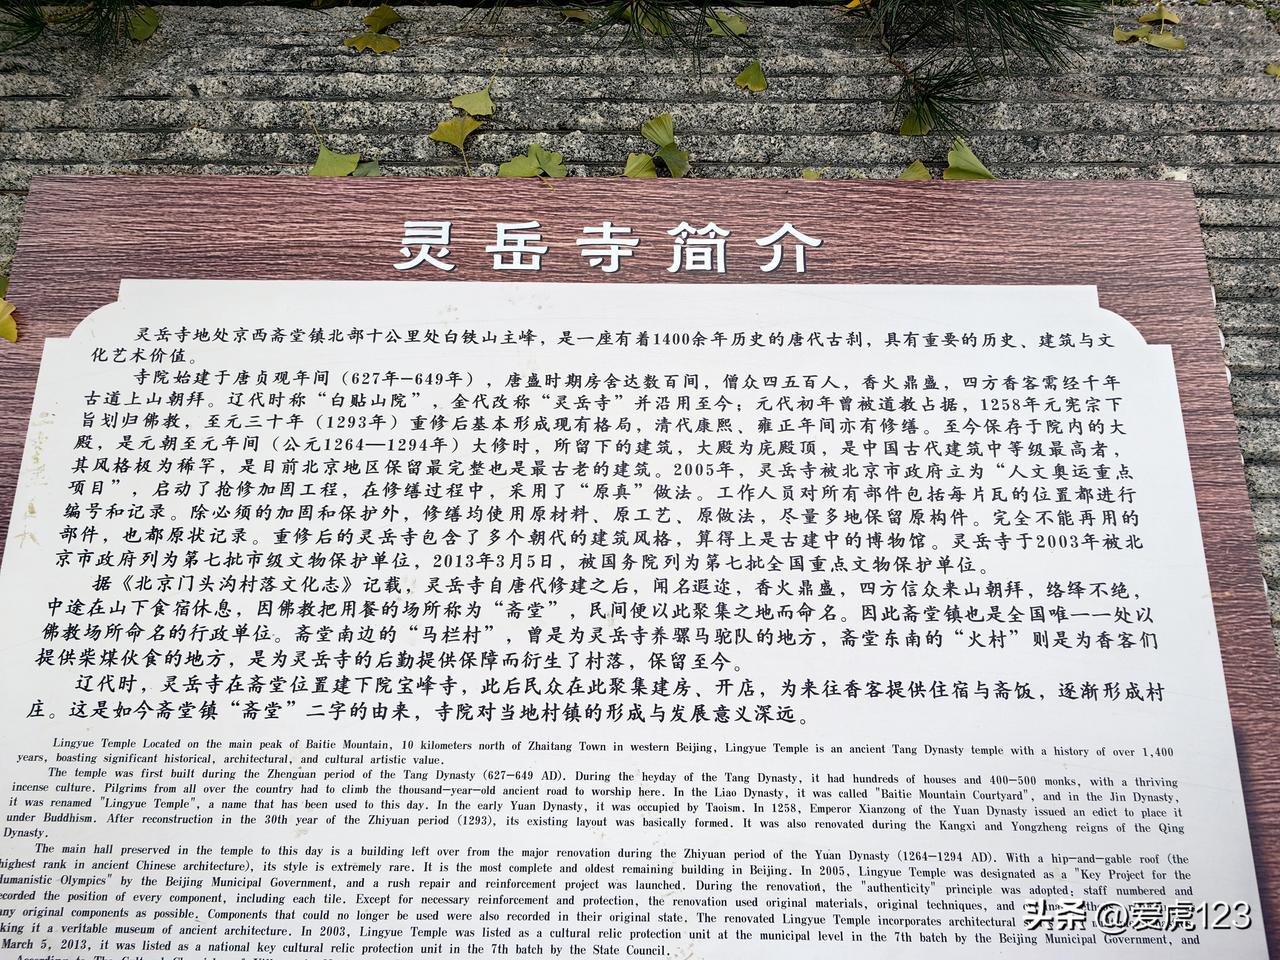 灵岳寺简介
灵岳寺地处京西斋堂镇北部十公里处白铁山主峰，是一座有着1400余年历史的唐代古刹，具有重要的历史、建筑与文
化艺术价值。
寺院始建于唐贞观年间（627年—649年），唐盛时期房舍达数百间，僧众四五百人，香火鼎盛，四方香客需经千年
古道上山朝拜。辽代时称“白贴山院”，金代改称“灵岳寺”并沿用至今；元代初年曾被道教占据，1258年元宪宗下
旨划归佛教，至元三十年（1293年）重修后基本形成现有格局，清代康熙、雍正年间亦有修缮。至今保存于院内的大
殿，是元朝至元年间（公元1264—1294年）大修时，所留下的建筑，大殿为庑殿顶，是中国古代建筑中等级最高者，
其风格极为稀罕，是目前北京地区保留最完整也是最古老的建筑。2005年，灵岳寺被北京市政府立为“人文奥运重点
项目”，启动了抢修加固工程，在修缮过程中，采用了“原真”做法。工作人员对所有部件包括每片瓦的位置都进行
编号和记录。除必须的加固和保护外，修缮均使用原材料、原工艺、原做法，尽量多地保留原构件。完全不能再用的
部件，也都原状记录。重修后的灵岳寺包含了多个朝代的建筑风格，算得上是古建中的博物馆。灵岳寺于2003年被北
京市政府列为第七批市级文物保护单位，2013年3月5日，被国务院列为第七批全国重点文物保护单位。
据《北京门头沟村落文化志》记载，灵岳寺自唐代修建之后，闻名遐迩，香火鼎盛，四方信众来山朝拜，络绎不绝，
中途在山下食宿休息，因佛教把用餐的场所称为“斋堂”，民间便以此聚集之地而命名。因此斋堂镇也是全国唯一一处以
佛教场所命名的行政单位。斋堂南边的“马栏村”，曾是为灵岳寺养骡马驼队的地方，斋堂东南的“火村”则是为香客们
提供柴煤伙食的地方，是为灵岳寺的后勤提供保障而衍生了村落，保留至今。
辽代时，灵岳寺在斋堂位置建下院宝峰寺，此后民众在此聚集建房、开店，为来往香客提供住宿与斋饭，逐渐形成村
庄。这是如今斋堂镇“斋堂”二字的由来，寺院对当地村镇的形成与发展意义深远。
Lingyue Temple Located on the main peak of Baitie Mountain, 10 kilometers north of Zhaitang Town in western Beijing, Lingyue Temple is an ancient Tang Dynasty temple with a history of over 1,400
years, boasting significant historical, architectural, and cultural artistic value.
The temple was first built during the Zhenguan period of the Tang Dynasty (627-649 AD). During the heyday of the Tang Dynasty, it had hundreds of houses and 400-500 monks, with a thriving
incense culture. Pilgrims from all over the country had to climb the thousand-year-old ancient road to worship here. In the Liao Dynasty, it was called "Baitie Mountain Courtyard", and in the Jin Dynasty,
it was renamed "Lingyue Temple", a name that has been used to this day. In the early Yuan Dynasty, it was occupied by Taoism. In 1258, Emperor Xianzong of the Yuan Dynasty issued an edict to place it
under Buddhism. After reconstruction in the 30th year of the Zhiyuan period (1293), its existing layout was basically formed. It was also renovated during the Kangxi and Yongzheng reigns of the Qing
Dynasty.
The main hall preserved in the temple to this day is a building left over from the major renovation during the Zhiyuan period of the Yuan Dynasty (1264-1294 AD). With a hip-and-gable roof (the
highest rank in ancient Chinese architecture), its style is extremely rare. It is the most complete and oldest remaining building in Beijing. In 2005, Lingyue Temple was designated as a "Key Project for the
Humanistic Olympics" by the Beijing Municipal Government, and a rush repair and reinforcement project was launched. During the renovation, the "authenticity" principle was adopted: staff numbered and
recorded the position of every component, including each tile. Except for necessary reinforcement and protection, the renovation used original materials, original techniques, and
any original components as possible. Components that could no longer be used were also recorded in their original state. The renovated Lingyue Temple incorporates architectural
king it a veritable museum of ancient architecture. In 2003, Lingyue Temple was listed as a cultural relic protection unit at the municipal level in the 7th batch by the Beijing Municipal Government, and
March 5, 2013, it was listed as a national key cultural relic protection unit in the 7th batch by the State Council.
头条 @爱虎123